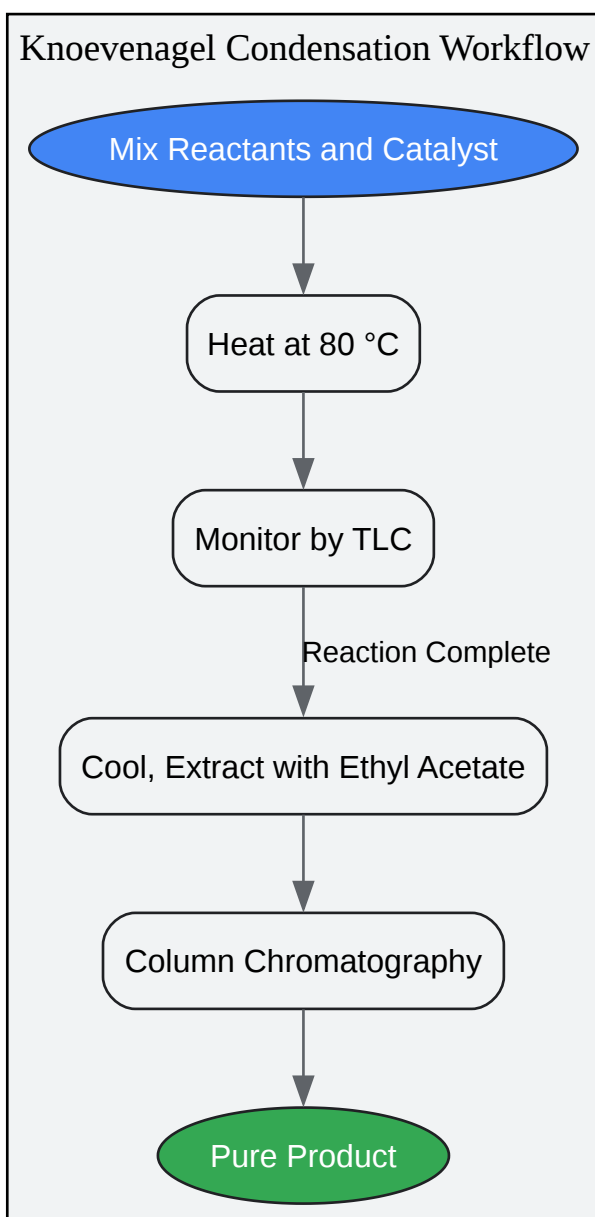 Knoevenagel Condensation Workflow
Mix Reactants and Catalyst
Heat at 80 °C
Monitor by TLC
Reaction Complete
Cool, Extract with Ethyl Acetate
Column Chromatography
Pure Product